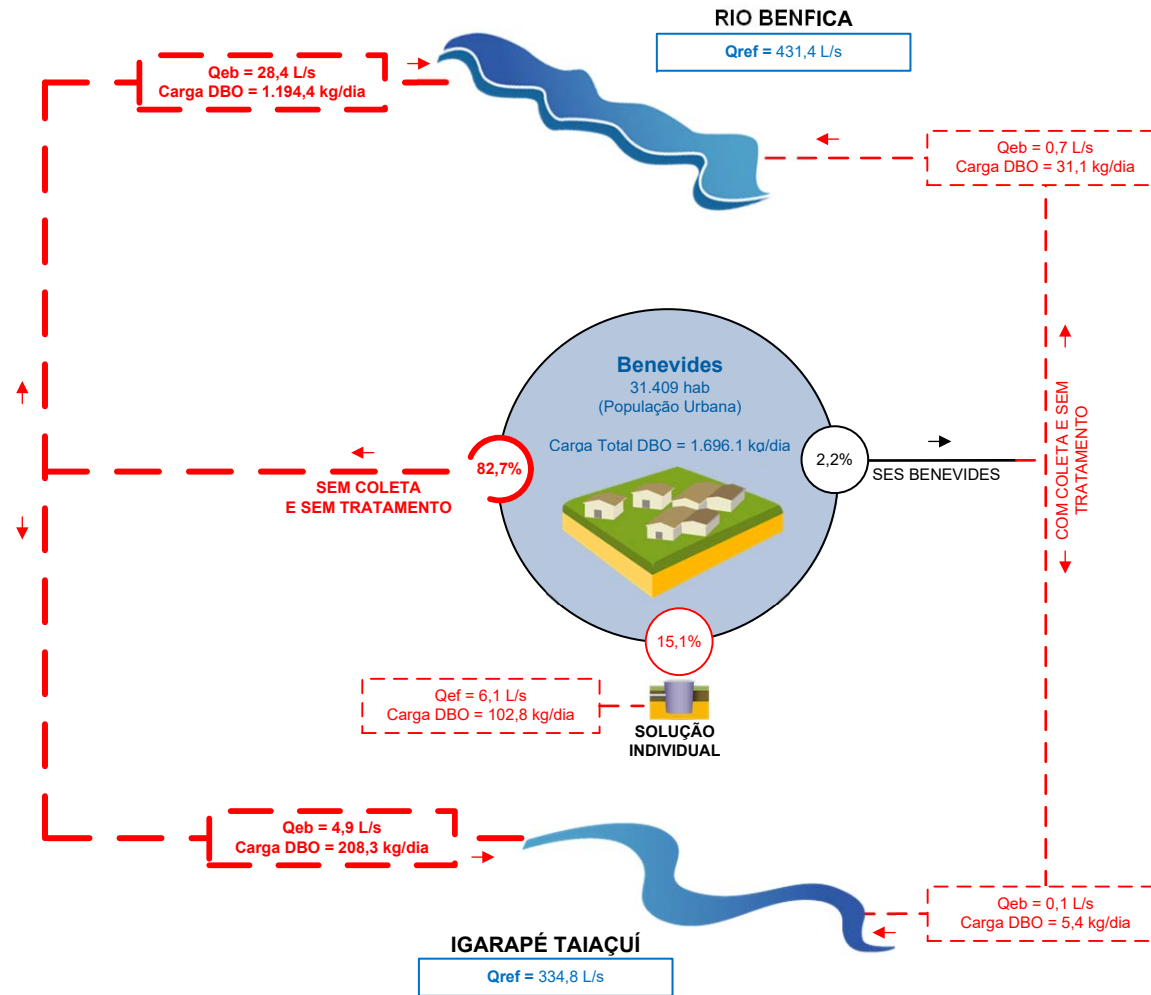 RIO BENFICA
Qref = 431,4 L/s
Qeb = 28,4 L/s
Carga DBO = 1.194,4 kg/dia
Qeb = 0,7 L/s
Carga DBO = 31,1 kg/dia
Benevides
31.409 hab
(População Urbana)
Carga Total DBO = 1.696.1 kg/dia
82,7%
SEM COLETA
E SEM TRATAMENTO
2,2%
SES BENEVIDES
COM COLETA E SEM
TRATAMENTO
15,1%
Qef = 6,1 L/s
Carga DBO = 102,8 kg/dia
SOLUÇÃO
INDIVIDUAL
Qeb = 4,9 L/s
Carga DBO = 208,3 kg/dia
Qeb = 0,1 L/s
Carga DBO = 5,4 kg/dia
IGARAPÉ TAIAÇUÍ
Qref = 334,8 L/s